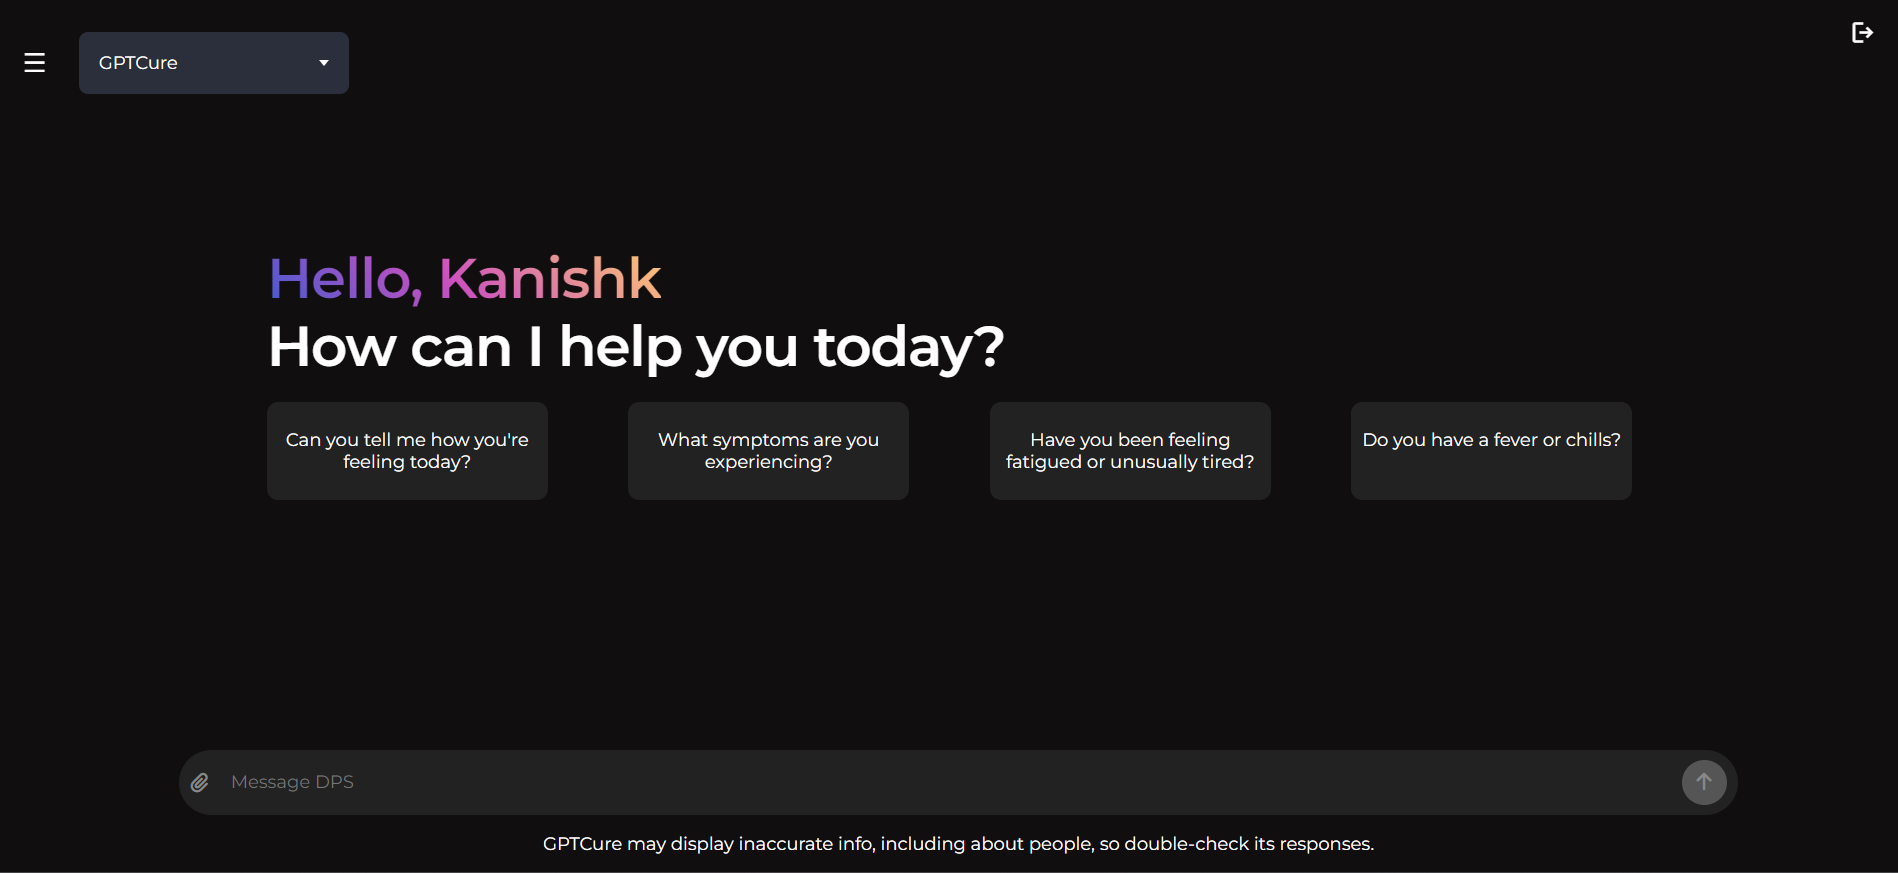 GPTCure
Hello, Kanishk
How can I help you today?
Can you tell me how you're
feeling today?
What symptoms are you
experiencing?
Have you been feeling
fatigued or unusually tired?
Do you have a fever or chills?
Message DPS
GPTCure may display inaccurate info, including about people, so double-check its responses.